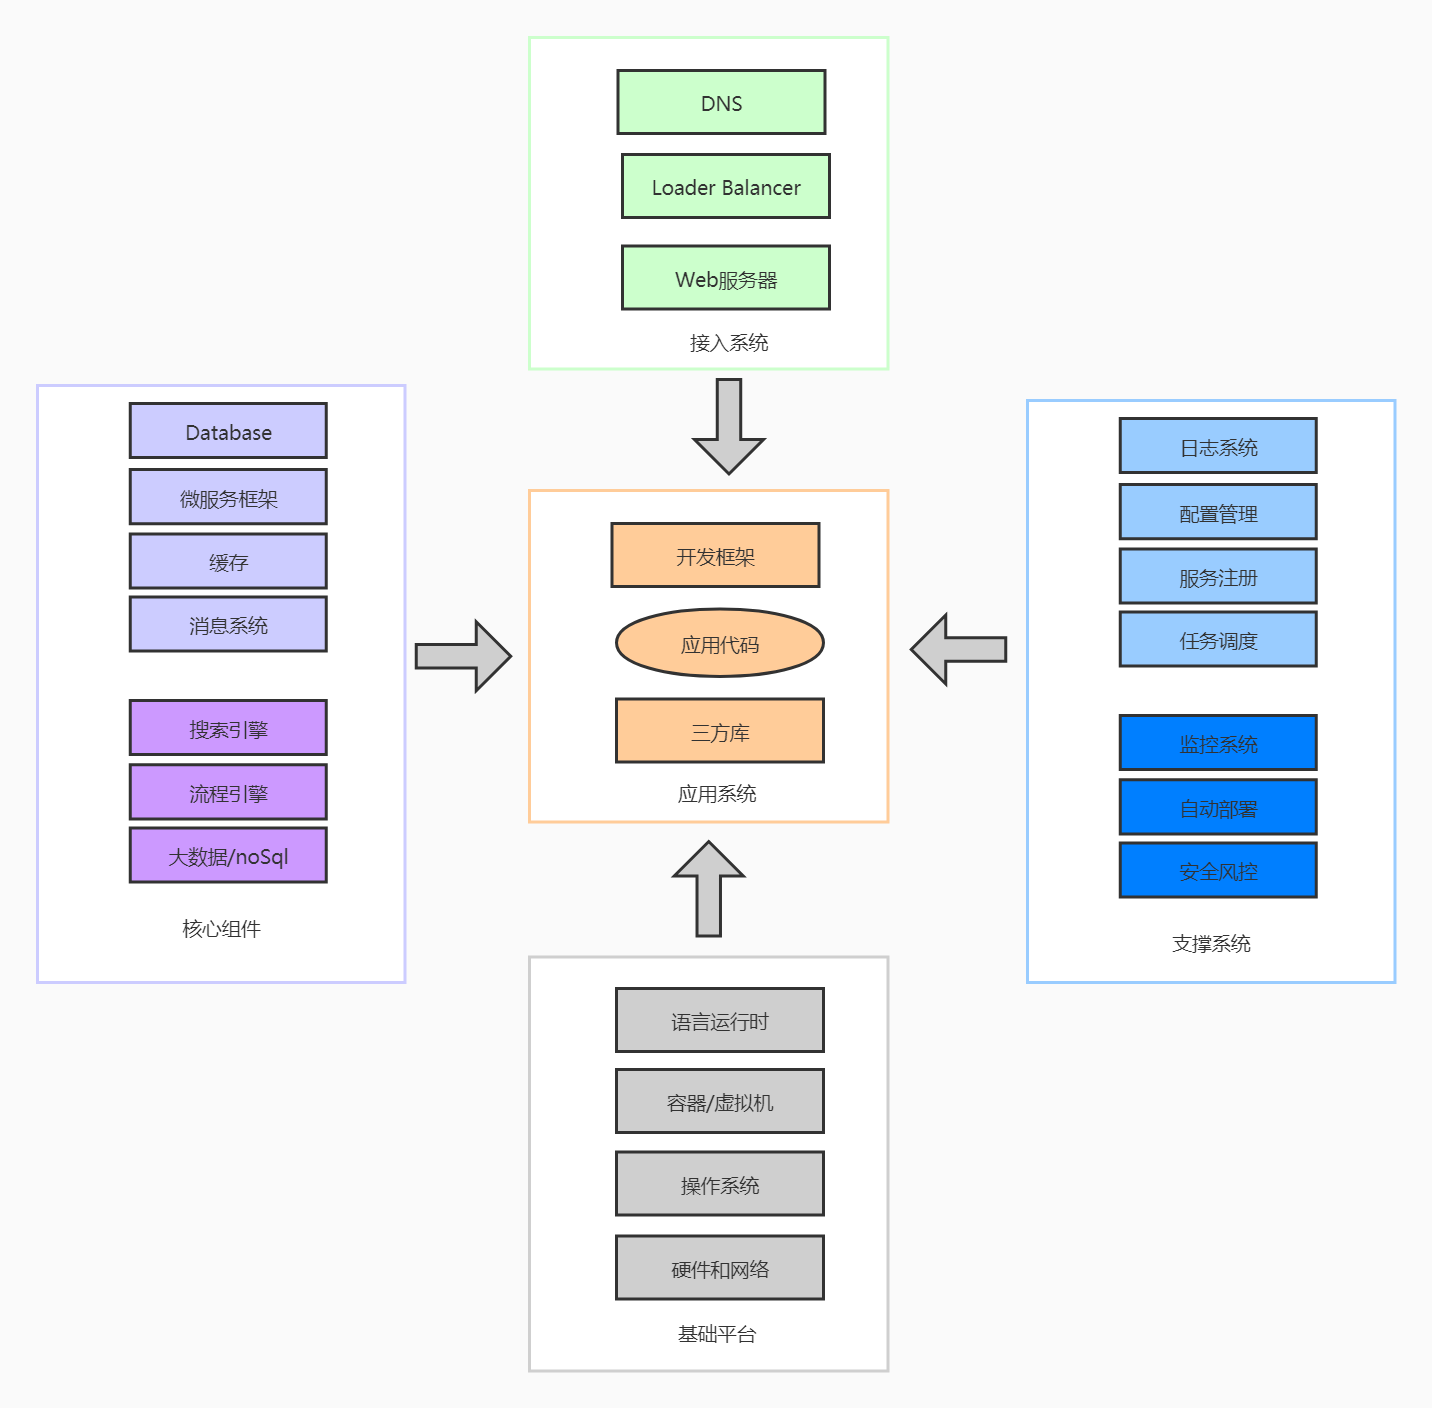 DNS
Loader Balancer
Web服务器
接入系统
Database
微服务框架
缓存
消息系统
搜索引擎
流程引擎
大数据/noSql
核心组件
开发框架
应用代码
三方库
应用系统
日志系统
配置管理
服务注册
任务调度
监控系统
自动部署
安全风控
支撑系统
语言运行时
容器/虚拟机
操作系统
硬件和网络
基础平台